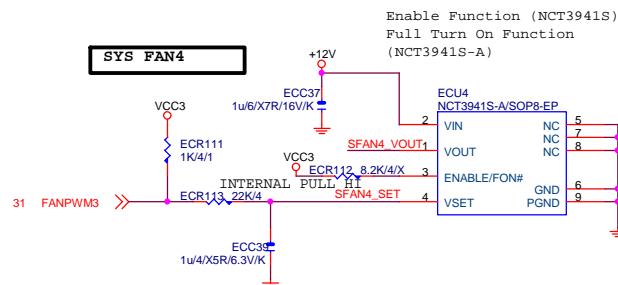 Enable Function (NCT3941S)
Full Turn On Function
(NCT3941S-A)
SYS FAN4
+12V
ECC37
1u/6/X7R/16V/K
ECU4
NCT3941S-A/SOP8-EP
VCC3
ECR111
1K/4/1
2 VIN
NC 5
NC 7
NC 8
SFAN4_VOUT 1 VOUT
VCC3
ECR112 8.2K/4/X 3 ENABLE/FON#
INTERNAL PULL HI
GND 6
31 FANPWM3
ECR113 22K/4
SFAN4_SET 4 VSET
PGND 9
ECC39
1u/4/X5R/6.3V/K